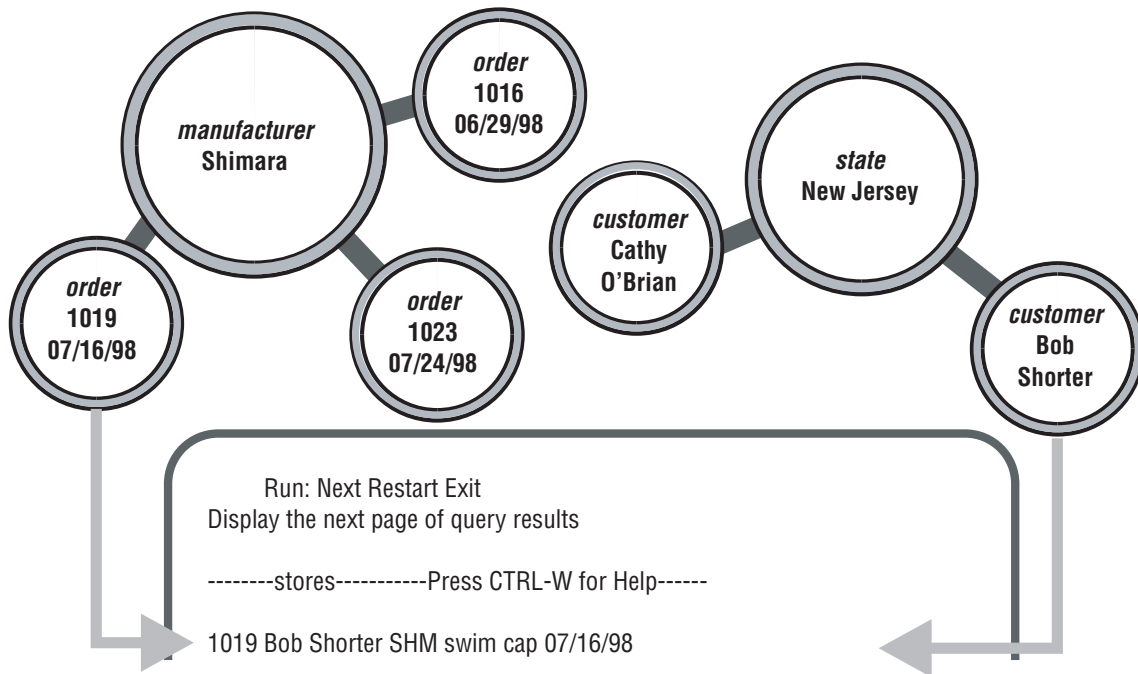 order
1016
06/29/98
manufacturer
Shimara
state
New Jersey
customer
Cathy
O’Brian
order
1019
07/16/98
order
1023
07/24/98
customer
Bob
Shorter
Run: Next Restart Exit
Display the next page of query results
--------stores-----------Press CTRL-W for Help------
1019 Bob Shorter SHM swim cap 07/16/98